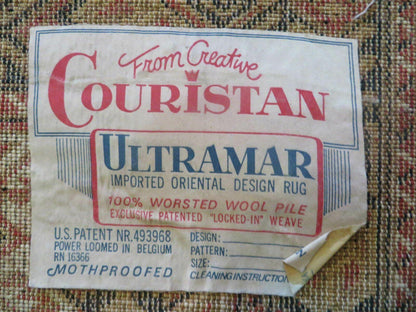 From Creative
COURISTAN
ULTRAMAR
IMPORTED ORIENTAL DESIGN RUG
100% WORSTED WOOL PILE
EXCLUSIVE PATENTED "LOCKED-IN" WEAVE
U.S. PATENT NR. 493968
POWER LOOMED IN BELGIUM
RN 16366
MOTHPROOFED
DESIGN:
PATTERN:
SIZE:
CLEANING INSTRUCTION